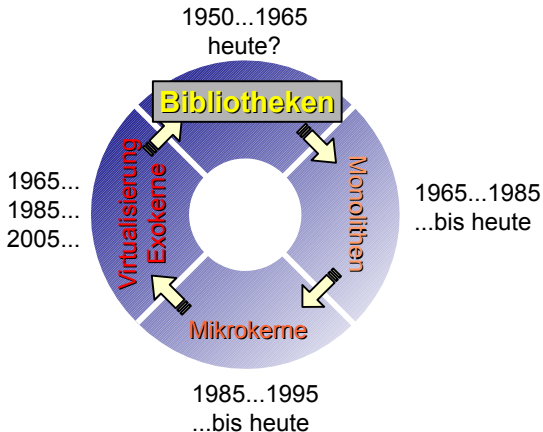 1950...1965
heute?
Bibliotheken
Monolithen
1965...1985
...bis heute
Mikrokerne
1985...1995
...bis heute
Virtualisierung
Exokerne
1965...
1985...
2005...